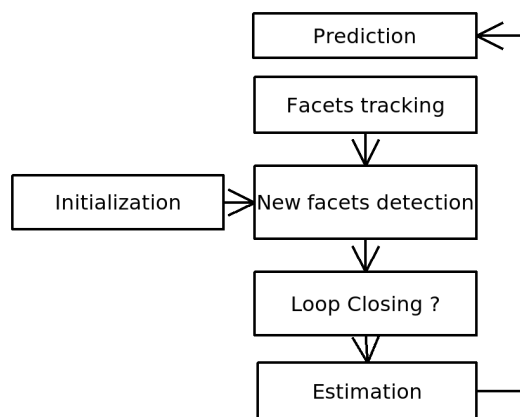 Prediction
Facets tracking
Initialization
New facets detection
Loop Closing ?
Estimation